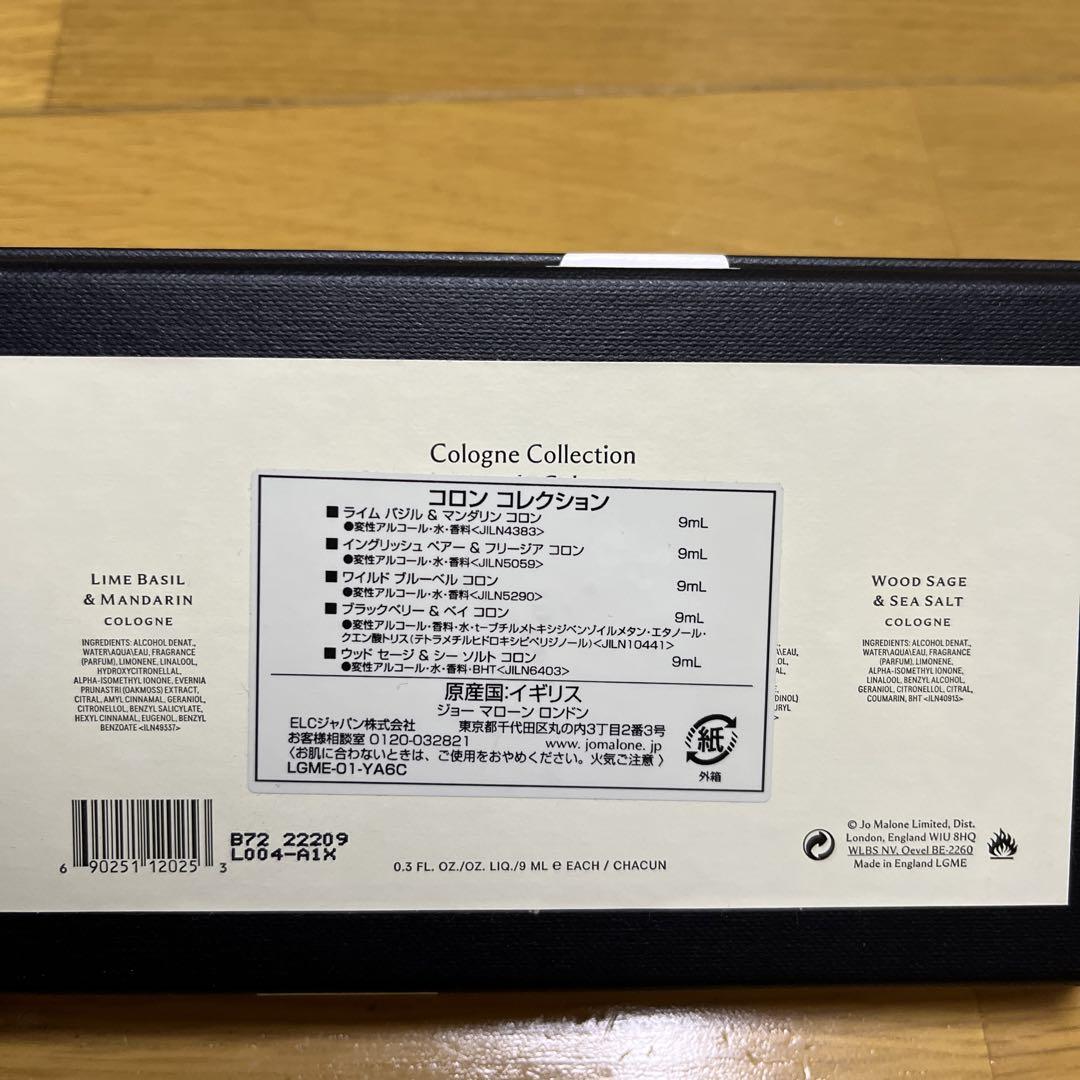 Cologne Collection
コロン コレクション
■ ライム バジル & マンダリン コロン 9mL
●変性アルコール・水・香料<JILN4383>
■ イングリッシュ ペアー & フリージア コロン 9mL
●変性アルコール・水・香料<JILN5059>
■ ワイルド ブルーベル コロン 9mL
●変性アルコール・水・香料<JILN5290>
■ ブラックベリー & ベイ コロン 9mL
●変性アルコール・香料・水・t-ブチルメトキシジベンゾイルメタン・エタノール・
クエン酸トリス(テトラメチルヒドロキシピペリジノール)<JILN10441>
■ ウッド セージ & シー ソルト コロン 9mL
●変性アルコール・水・香料・BHT<JILN6403>
原産国:イギリス
ジョー マローン ロンドン
ELCジャパン株式会社 東京都千代田区丸の内3丁目2番3号
お客様相談室 0120-032821 www.jomalone.jp
〈お肌に合わないときは、ご使用をおやめください。火気ご注意〉
LGME-01-YA6C
紙
外箱
LIME BASIL
& MANDARIN
COLOGNE
INGREDIENTS: ALCOHOL DENAT.,
WATER\AQUA\EAU, FRAGRANCE
(PARFUM), LIMONENE, LINALOOL,
HYDROXYCITRONELLAL,
ALPHA-ISOMETHYL IONONE, EVERNIA
PRUNASTRI (OAKMOSS) EXTRACT,
CITRAL, AMYL CINNAMAL, GERANIOL,
CITRONELLOL, BENZYL SALICYLATE,
HEXYL CINNAMAL, EUGENOL, BENZYL
BENZOATE <ILN49337>
WOOD SAGE
& SEA SALT
COLOGNE
INGREDIENTS: ALCOHOL DENAT.,
WATER\AQUA\EAU, FRAGRANCE
(PARFUM), LIMONENE,
ALPHA-ISOMETHYL IONONE,
LINALOOL, BENZYL ALCOHOL,
GERANIOL, CITRONELLOL, CITRAL,
COUMARIN, BHT <ILN40913>
6 90251 12025 3
B72 22209
L004-A1X
0.3 FL. OZ./OZ. LIQ./9 ML e EACH / CHACUN
© Jo Malone Limited, Dist.
London, England W1U 8HQ
WLBS NV, Oevel BE-2260
Made in England LGME